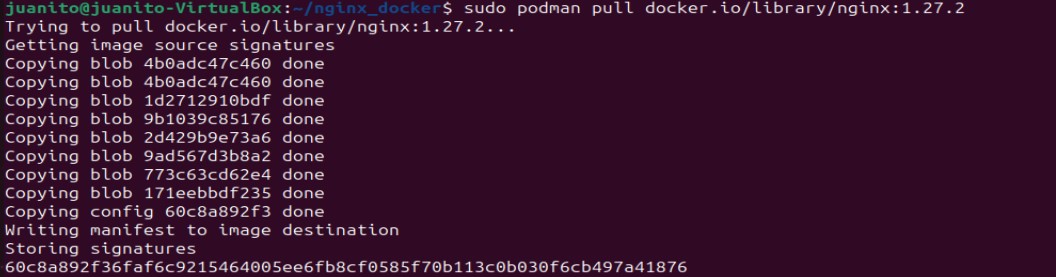 juanito@juanito-VirtualBox:~/nginx_docker$ sudo podman pull docker.io/library/nginx:1.27.2
Trying to pull docker.io/library/nginx:1.27.2...
Getting image source signatures
Copying blob 4b0adc47c460 done
Copying blob 4b0adc47c460 done
Copying blob 1d2712910bdf done
Copying blob 9b1039c85176 done
Copying blob 2d429b9e73a6 done
Copying blob 9ad567d3b8a2 done
Copying blob 773c63cd62e4 done
Copying blob 171eebbdf235 done
Copying config 60c8a892f3 done
Writing manifest to image destination
Storing signatures
60c8a892f36faf6c9215464005ee6fb8cf0585f70b113c0b030f6cb497a41876